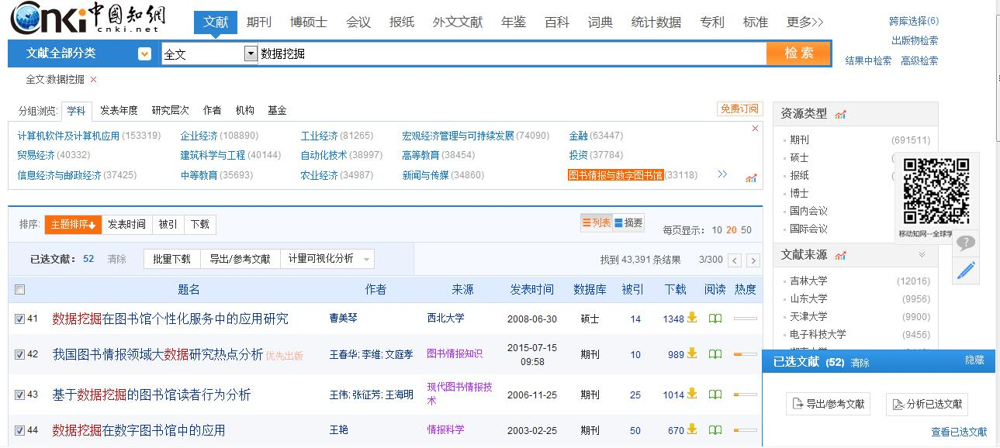 Cnki 中國知網
cnki.net
文献 期刊 博硕士 会议 报纸 外文文献 年鉴 百科 词典 统计数据 专利 标准 更多>>
跨库选择(6)
出版物检索
文献全部分类 全文 数据挖掘 检索
结果中检索 高级检索
全文:数据挖掘 ×
分组浏览: 学科 发表年度 研究层次 作者 机构 基金 免费订阅
计算机软件及计算机应用(153319) 企业经济(108890) 工业经济(81265) 宏观经济管理与可持续发展(74090) 金融(63447)
贸易经济(40332) 建筑科学与工程(40144) 自动化技术(38997) 高等教育(38454) 投资(37784)
信息经济与邮政经济(37425) 中等教育(35693) 农业经济(34987) 新闻与传媒(34860) 图书情报与数字图书馆(33118) >>
排序: 主题排序↓ 发表时间 被引 下载 列表 摘要 每页显示: 10 20 50
已选文献: 52 清除 批量下载 导出/参考文献 计量可视化分析 找到 43,391 条结果 3/300 < >
题名 作者 来源 发表时间 数据库 被引 下载 阅读 热度
41 数据挖掘在图书馆个性化服务中的应用研究 曹美琴 西北大学 2008-06-30 硕士 14 1348
42 我国图书情报领域大数据研究热点分析 优先出版 王春华; 李维; 文庭孝 图书情报知识 2015-07-15 09:58 期刊 10 989
43 基于数据挖掘的图书馆读者行为分析 王伟; 张征芳; 王海明 现代图书情报技术 2006-11-25 期刊 25 1014
44 数据挖掘在数字图书馆中的应用 王艳 情报科学 2003-02-25 期刊 50 670
资源类型
期刊 (691511)
硕士
报纸
博士
国内会议
国际会议
移动知网--全球学
文献来源
吉林大学 (12016)
山东大学 (9956)
天津大学 (9900)
电子科技大学 (9456)
已选文献 (52) 清除 隐藏
导出/参考文献 分析已选文献
查看已选文献